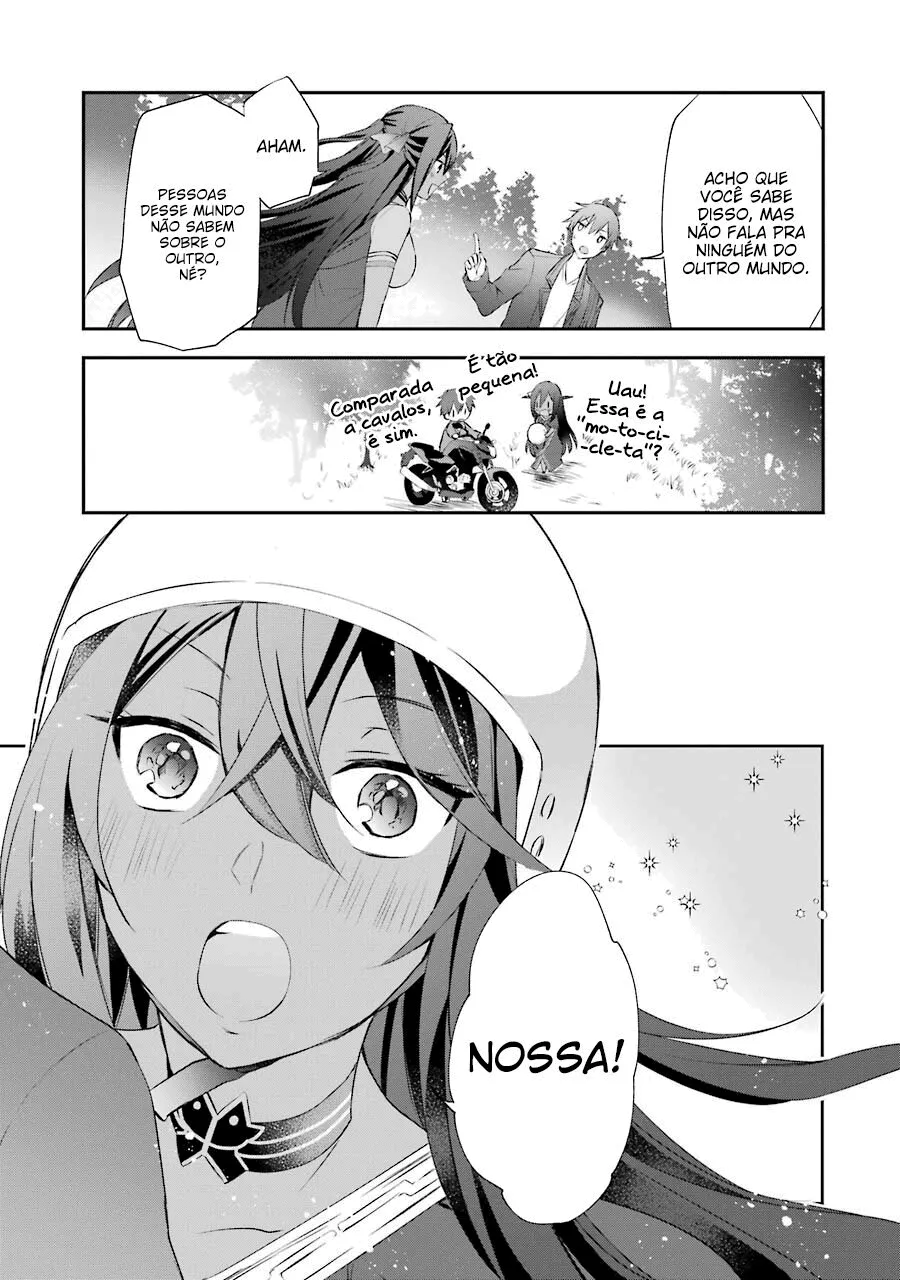 ACHO QUE
VOCÊ SABE
DISSO, MAS
NÃO FALA PRA
NINGUÉM DO
OUTRO MUNDO.
AHAM.
PESSOAS
DESSE MUNDO
NÃO SABEM
SOBRE O
OUTRO,
NÉ?
Uau!
Essa é a
"mo-to-ci-
-cle-ta"?
É tão
pequena!
Comparada
a cavalos,
é sim.
NOSSA!